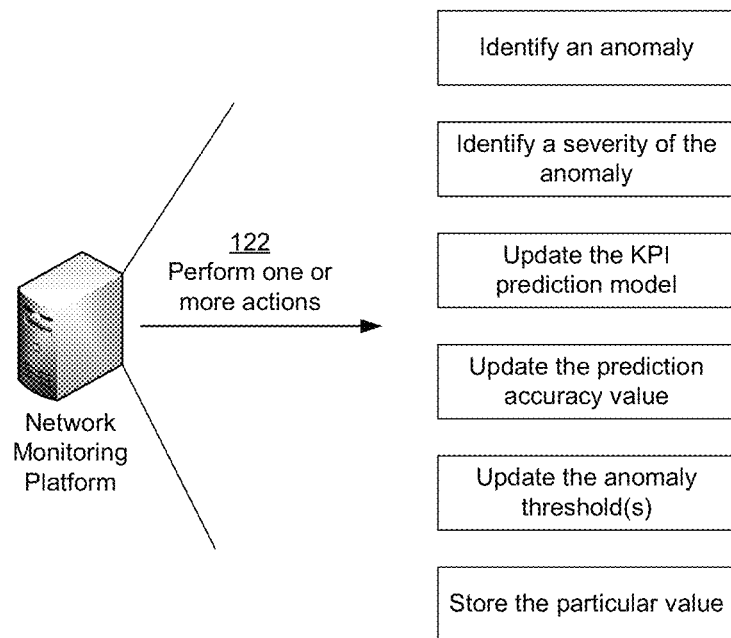 Identify an anomaly
Identify a severity of the
anomaly
122
Perform one or
more actions
Update the KPI
prediction model
Update the prediction
accuracy value
Network
Monitoring
Platform
Update the anomaly
threshold(s)
Store the particular value